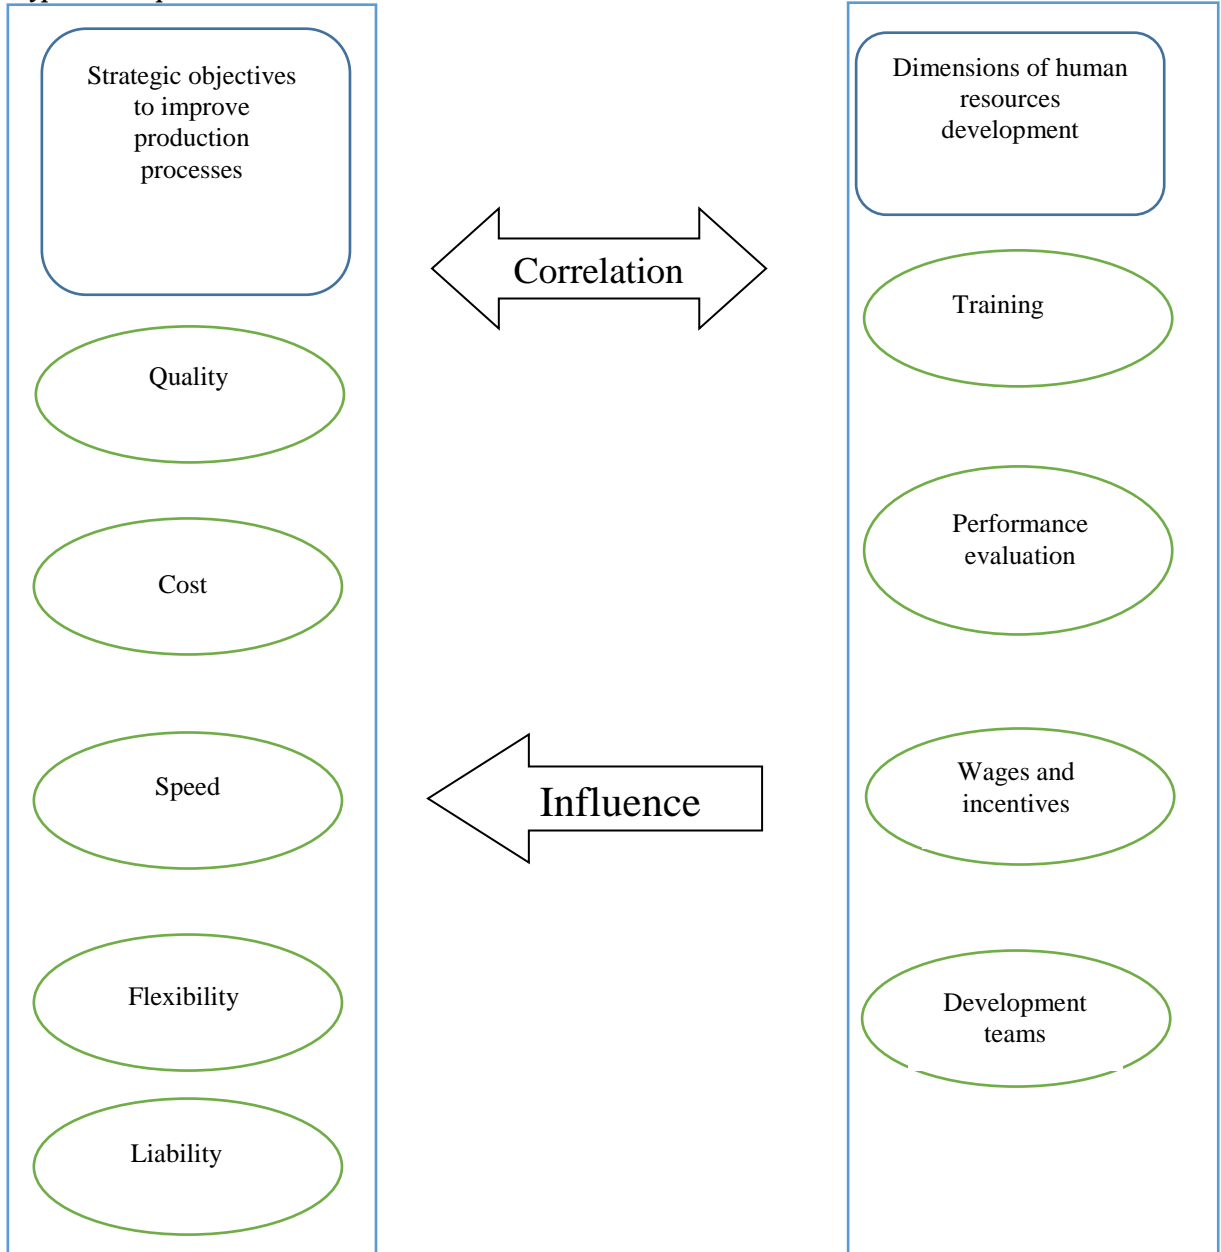 Strategic objectives
to improve
production
processes
Quality
Cost
Speed
Flexibility
Liability
Correlation
Influence
Dimensions of human
resources
development
Training
Performance
evaluation
Wages and
incentives
Development
teams